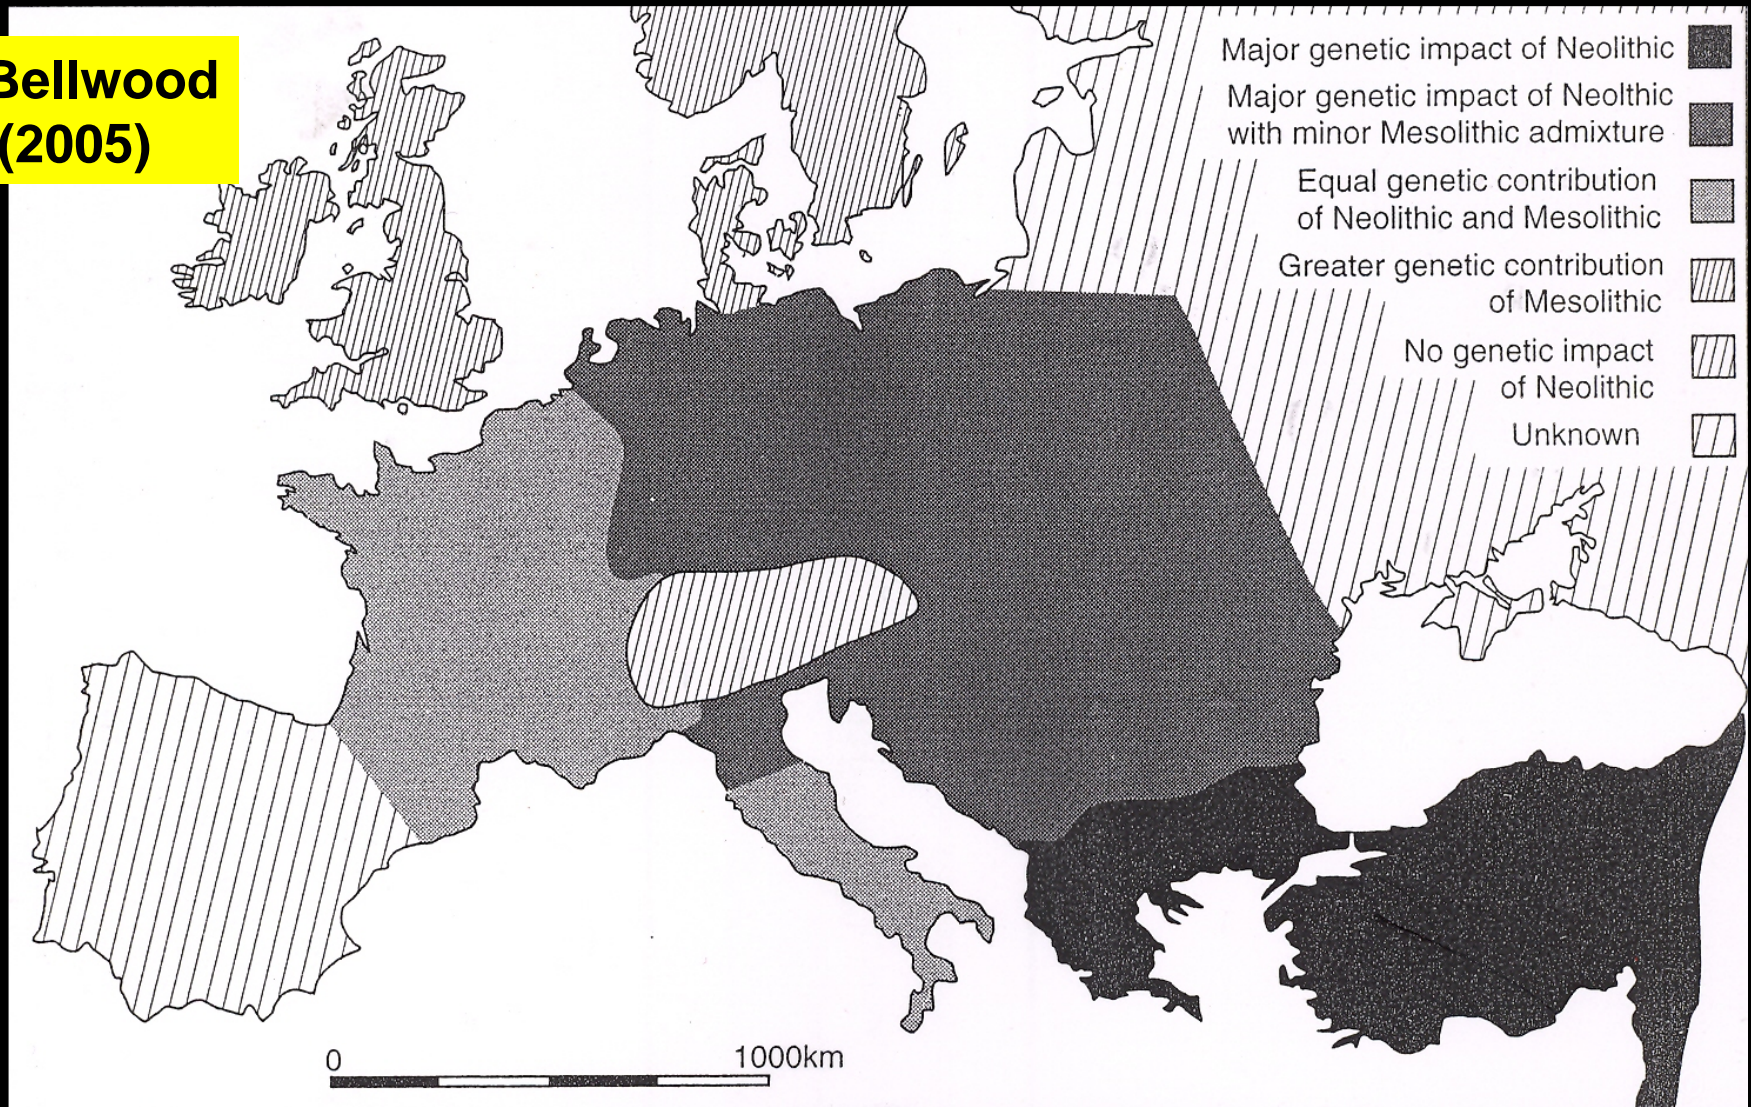 Bellwood
(2005)
Major genetic impact of Neolithic
Major genetic impact of Neolthic
with minor Mesolithic admixture
Equal genetic contribution
of Neolithic and Mesolithic
Greater genetic contribution
of Mesolithic
No genetic impact
of Neolithic
Unknown
0 1000km